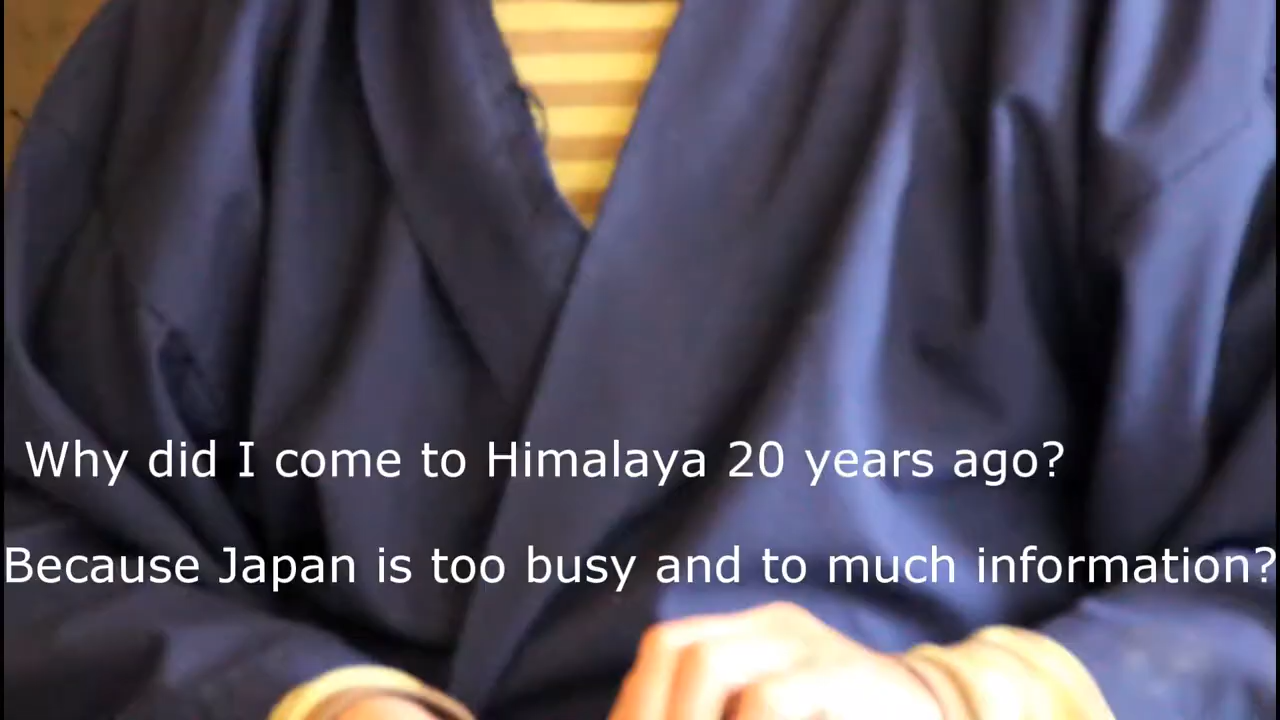 Why did I come to Himalaya 20 years ago?
Because Japan is too busy and to much information?